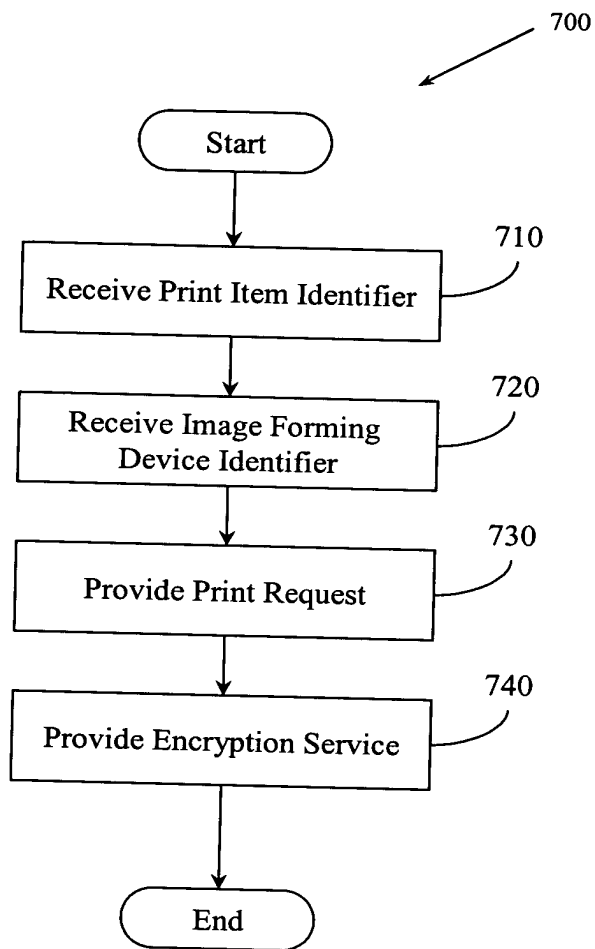 700
Start
710
Receive Print Item Identifier
720
Receive Image Forming
Device Identifier
730
Provide Print Request
740
Provide Encryption Service
End